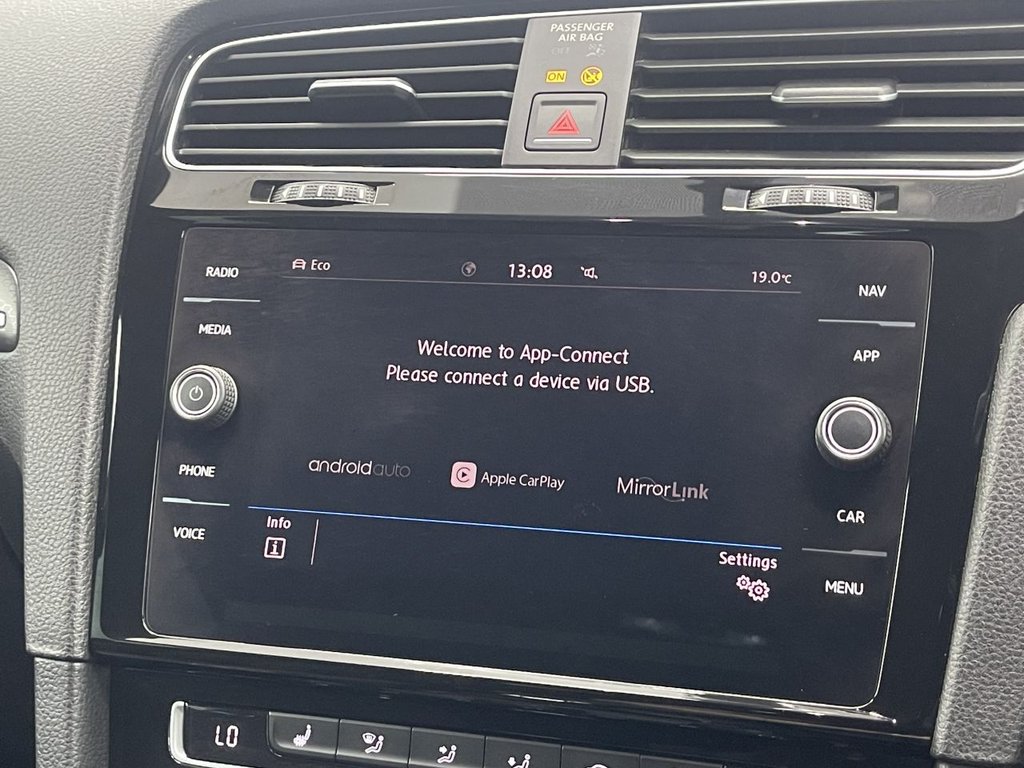 PASSENGER
AIR BAG
OFF
ON
RADIO
Eco
13:08
19.0°C
NAV
MEDIA
APP
Welcome to App-Connect
Please connect a device via USB.
PHONE
androidauto
Apple CarPlay
MirrorLink
CAR
VOICE
Info
Settings
MENU
LO